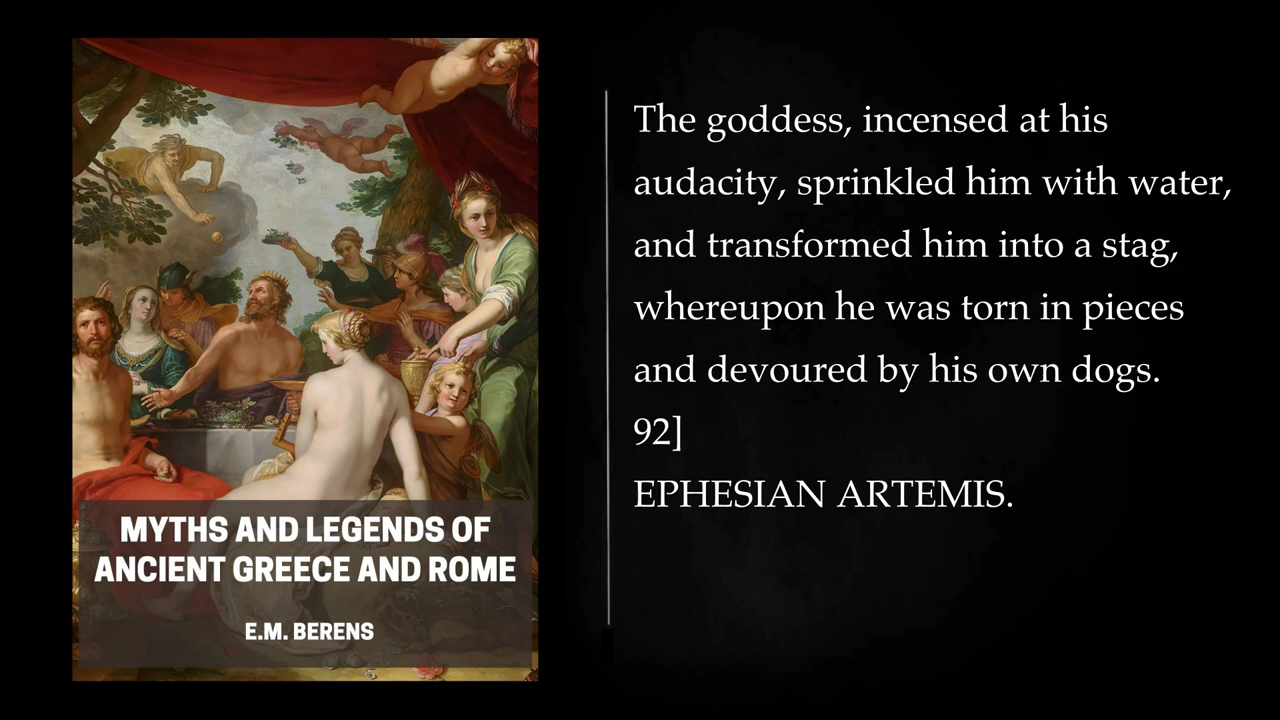 MYTHS AND LEGENDS OF
ANCIENT GREECE AND ROME
E.M. BERENS
The goddess, incensed at his
audacity, sprinkled him with water,
and transformed him into a stag,
whereupon he was torn in pieces
and devoured by his own dogs.
92]
EPHESIAN ARTEMIS.